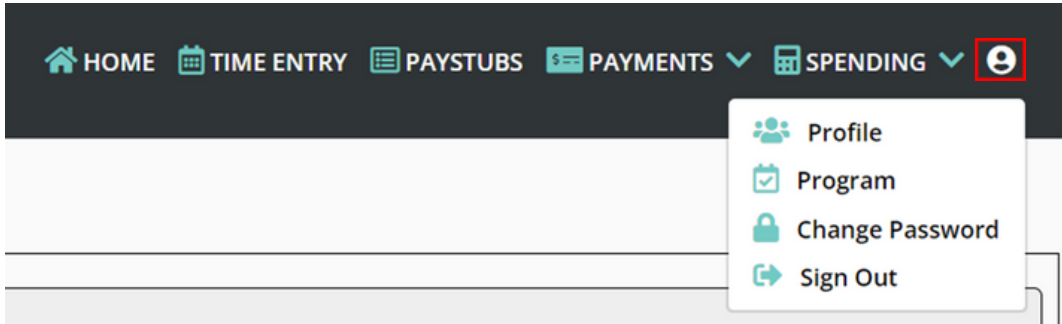 HOME TIME ENTRY PAYSTUBS PAYMENTS SPENDING
Profile
Program
Change Password
Sign Out